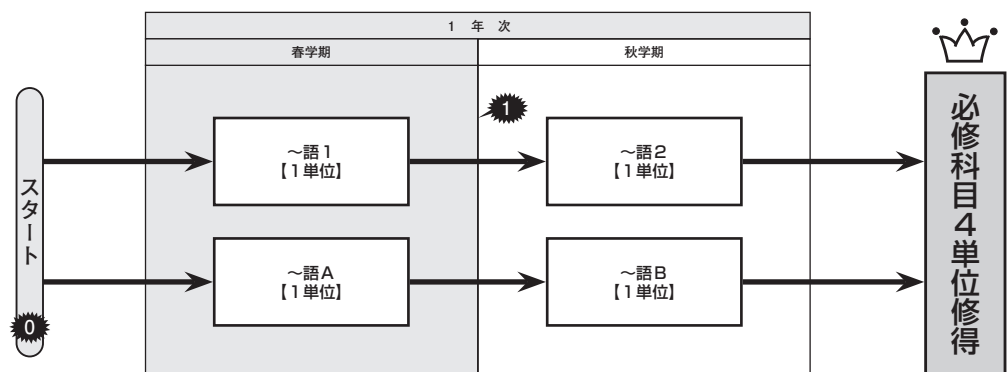 1 年 次
春学期
秋学期
スタート
0
1
〜語1
【1単位】
〜語2
【1単位】
〜語A
【1単位】
〜語B
【1単位】
必修科目4単位修得